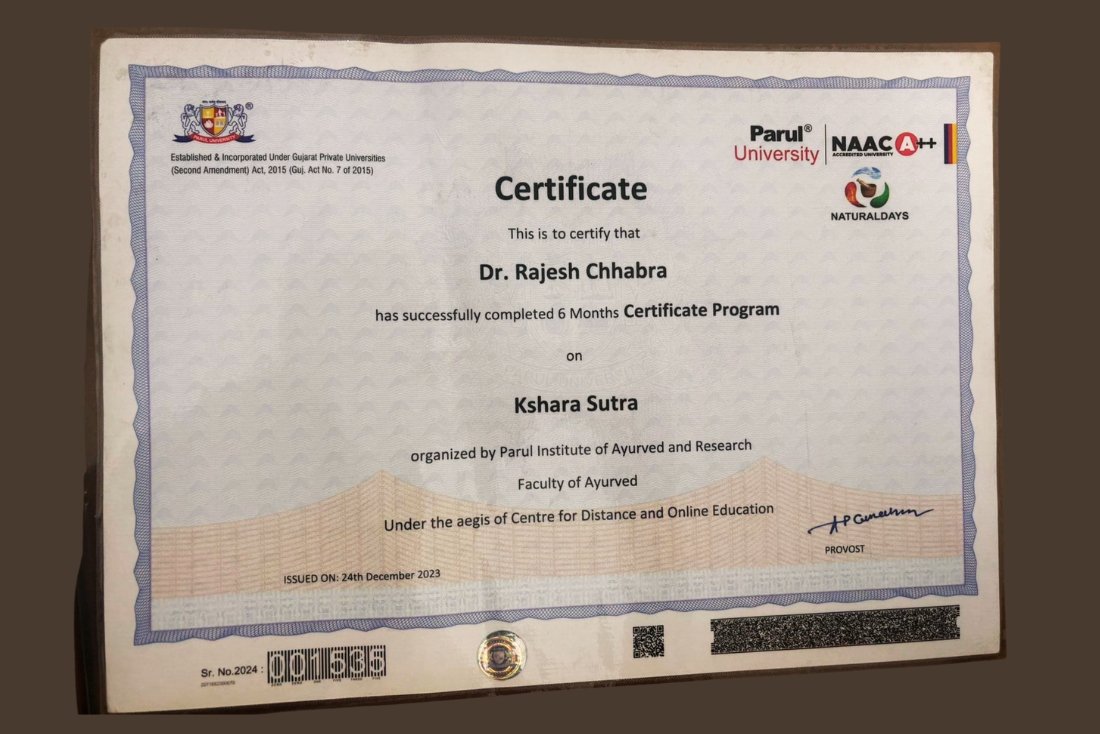 PARUL UNIVERSITY
®
Established & Incorporated Under Gujarat Private Universities
(Second Amendment) Act, 2015 (Guj. Act No. 7 of 2015)
Parul®
University
NAAC A++
ACCREDITED UNIVERSITY
NATURALDAYS
Certificate
This is to certify that
Dr. Rajesh Chhabra
has successfully completed 6 Months Certificate Program
on
Kshara Sutra
organized by Parul Institute of Ayurved and Research
Faculty of Ayurved
Under the aegis of Centre for Distance and Online Education
PROVOST
ISSUED ON: 24th December 2023
Sr. No.2024 : 001535